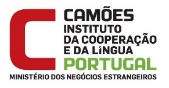 CAMÕES
INSTITUTO
DA COOPERAÇÃO
E DA LÍNGUA
PORTUGAL
MINISTÉRIO DOS NEGÓCIOS ESTRANGEIROS